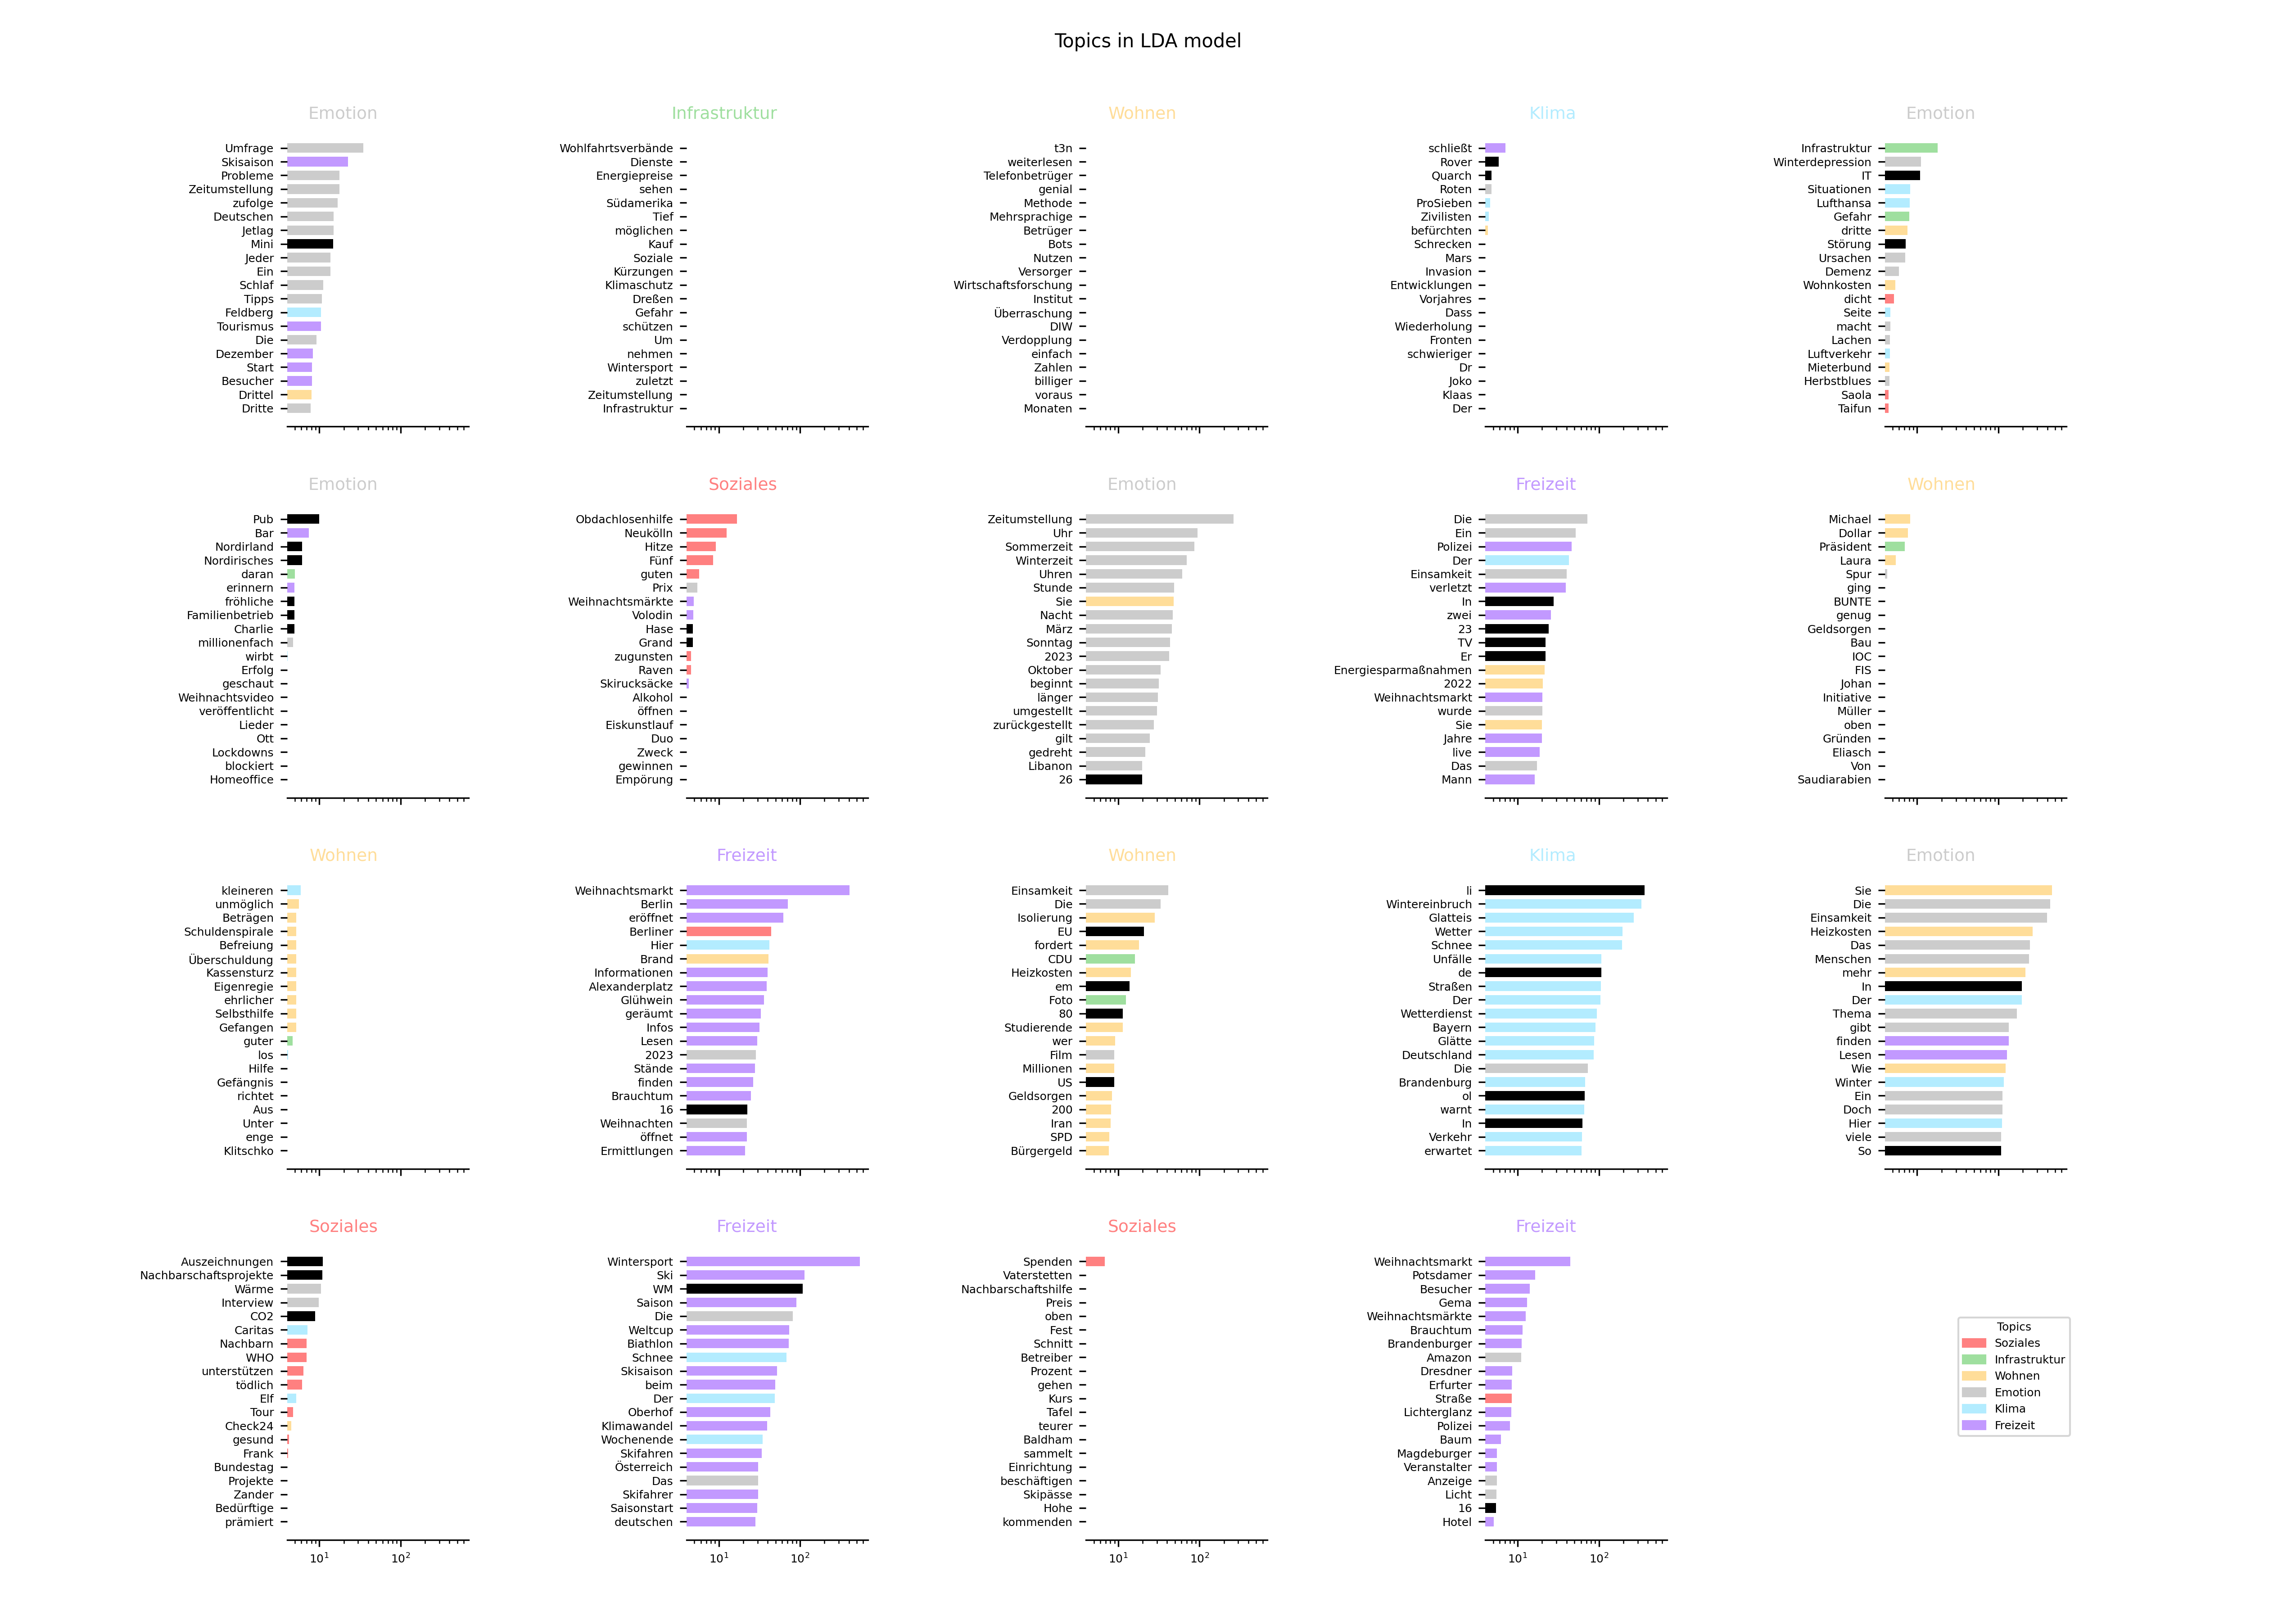 Topics in LDA model
Emotion
Umfrage
Skisaison
Probleme
Zeitumstellung
zufolge
Deutschen
Jetlag
Mini
Jeder
Ein
Schlaf
Tipps
Feldberg
Tourismus
Die
Dezember
Start
Besucher
Drittel
Dritte
Infrastruktur
Wohlfahrtsverbände
Dienste
Energiepreise
sehen
Südamerika
Tief
möglichen
Kauf
Soziale
Kürzungen
Klimaschutz
Dreßen
Gefahr
schützen
Um
nehmen
Wintersport
zuletzt
Zeitumstellung
Infrastruktur
Wohnen
t3n
weiterlesen
Telefonbetrüger
genial
Methode
Mehrsprachige
Betrüger
Bots
Nutzen
Versorger
Wirtschaftsforschung
Institut
Überraschung
DIW
Verdopplung
einfach
Zahlen
billiger
voraus
Monaten
Klima
schließt
Rover
Quarch
Roten
ProSieben
Zivilisten
befürchten
Schrecken
Mars
Invasion
Entwicklungen
Vorjahres
Dass
Wiederholung
Fronten
schwieriger
Dr
Joko
Klaas
Der
Emotion
Infrastruktur
Winterdepression
IT
Situationen
Lufthansa
Gefahr
dritte
Störung
Ursachen
Demenz
Wohnkosten
dicht
Seite
macht
Lachen
Luftverkehr
Mieterbund
Herbstblues
Saola
Taifun
Emotion
Pub
Bar
Nordirland
Nordirisches
daran
erinnern
fröhliche
Familienbetrieb
Charlie
millionenfach
wirbt
Erfolg
geschaut
Weihnachtsvideo
veröffentlicht
Lieder
Ott
Lockdowns
blockiert
Homeoffice
Soziales
Obdachlosenhilfe
Neukölln
Hitze
Fünf
guten
Prix
Weihnachtsmärkte
Volodin
Hase
Grand
zugunsten
Raven
Skirucksäcke
Alkohol
öffnen
Eiskunstlauf
Duo
Zweck
gewinnen
Empörung
Emotion
Zeitumstellung
Uhr
Sommerzeit
Winterzeit
Uhren
Stunde
Sie
Nacht
März
Sonntag
2023
Oktober
beginnt
länger
umgestellt
zurückgestellt
gilt
gedreht
Libanon
26
Freizeit
Die
Ein
Polizei
Der
Einsamkeit
verletzt
In
zwei
23
TV
Er
Energiesparmaßnahmen
2022
Weihnachtsmarkt
wurde
Sie
Jahre
live
Das
Mann
Wohnen
Michael
Dollar
Präsident
Laura
Spur
ging
BUNTE
genug
Geldsorgen
Bau
IOC
FIS
Johan
Initiative
Müller
oben
Gründen
Eliasch
Von
Saudiarabien
Wohnen
kleineren
unmöglich
Beträgen
Schuldenspirale
Befreiung
Überschuldung
Kassensturz
Eigenregie
ehrlicher
Selbsthilfe
Gefangen
guter
los
Hilfe
Gefängnis
richtet
Aus
Unter
enge
Klitschko
Freizeit
Weihnachtsmarkt
Berlin
eröffnet
Berliner
Hier
Brand
Informationen
Alexanderplatz
Glühwein
geräumt
Infos
Lesen
2023
Stände
finden
Brauchtum
16
Weihnachten
öffnet
Ermittlungen
Wohnen
Einsamkeit
Die
Isolierung
EU
fordert
CDU
Heizkosten
em
Foto
80
Studierende
wer
Film
Millionen
US
Geldsorgen
200
Iran
SPD
Bürgergeld
Klima
li
Wintereinbruch
Glatteis
Wetter
Schnee
Unfälle
de
Straßen
Der
Wetterdienst
Bayern
Glätte
Deutschland
Die
Brandenburg
ol
warnt
In
Verkehr
erwartet
Emotion
Sie
Die
Einsamkeit
Heizkosten
Das
Menschen
mehr
In
Der
Thema
gibt
finden
Lesen
Wie
Winter
Ein
Doch
Hier
viele
So
Soziales
Auszeichnungen
Nachbarschaftsprojekte
Wärme
Interview
CO2
Caritas
Nachbarn
WHO
unterstützen
tödlich
Elf
Tour
Check24
gesund
Frank
Bundestag
Projekte
Zander
Bedürftige
prämiert
10¹ 10²
Freizeit
Wintersport
Ski
WM
Saison
Die
Weltcup
Biathlon
Schnee
Skisaison
beim
Der
Oberhof
Klimawandel
Wochenende
Skifahren
Österreich
Das
Skifahrer
Saisonstart
deutschen
10¹ 10²
Soziales
Spenden
Vaterstetten
Nachbarschaftshilfe
Preis
oben
Fest
Schnitt
Betreiber
Prozent
gehen
Kurs
Tafel
teurer
Baldham
sammelt
Einrichtung
beschäftigen
Skipässe
Hohe
kommenden
10¹ 10²
Freizeit
Weihnachtsmarkt
Potsdamer
Besucher
Gema
Weihnachtsmärkte
Brauchtum
Brandenburger
Amazon
Dresdner
Erfurter
Straße
Lichterglanz
Polizei
Baum
Magdeburger
Veranstalter
Anzeige
Licht
16
Hotel
10¹ 10²
Topics
Soziales
Infrastruktur
Wohnen
Emotion
Klima
Freizeit